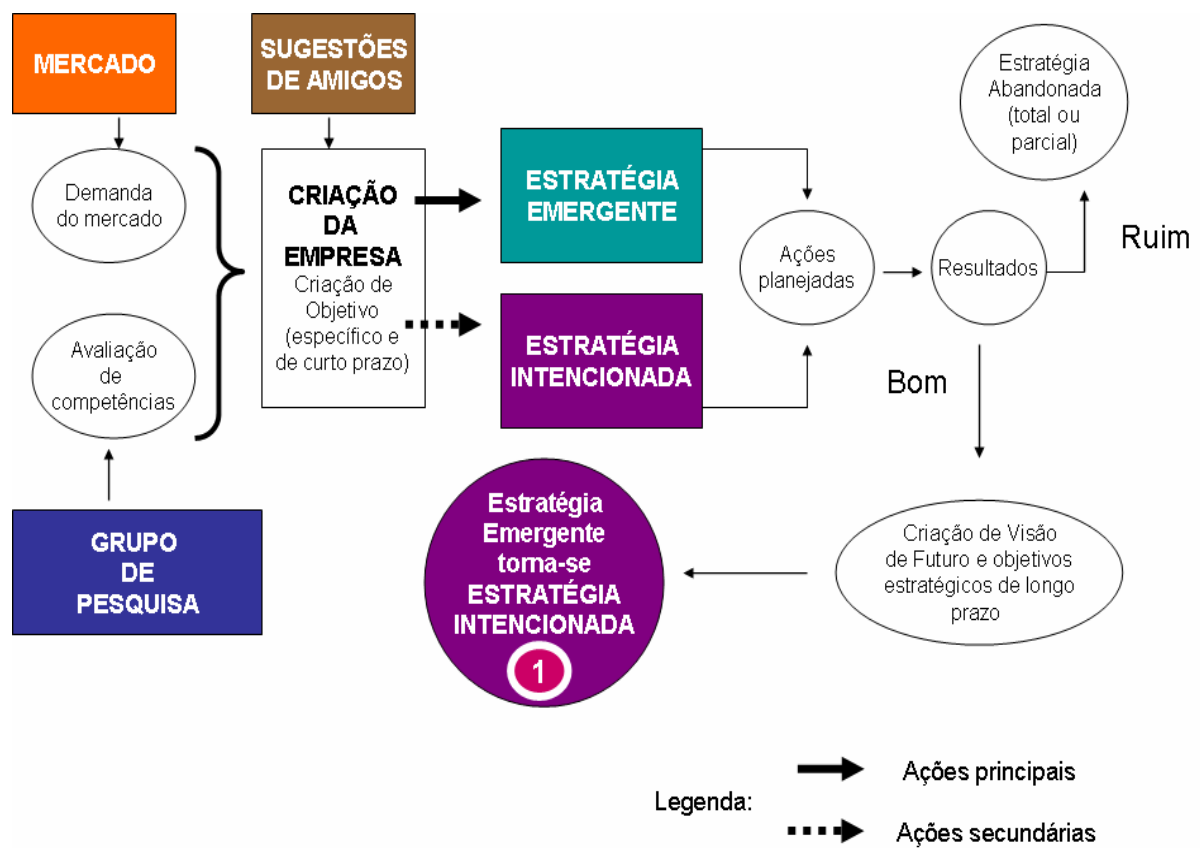 MERCADO
SUGESTÕES
DE AMIGOS
Demanda
do mercado
Avaliação
de
competências
GRUPO
DE
PESQUISA
CRIAÇÃO
DA
EMPRESA
Criação de
Objetivo
(específico e
de curto prazo)
ESTRATÉGIA
EMERGENTE
ESTRATÉGIA
INTENCIONADA
Ações
planejadas
Resultados
Estratégia
Abandonada
(total ou
parcial)
Ruim
Bom
Criação de Visão
de Futuro e objetivos
estratégicos de longo
prazo
Estratégia
Emergente
torna-se
ESTRATÉGIA
INTENCIONADA
1
Legenda:
Ações principais
Ações secundárias